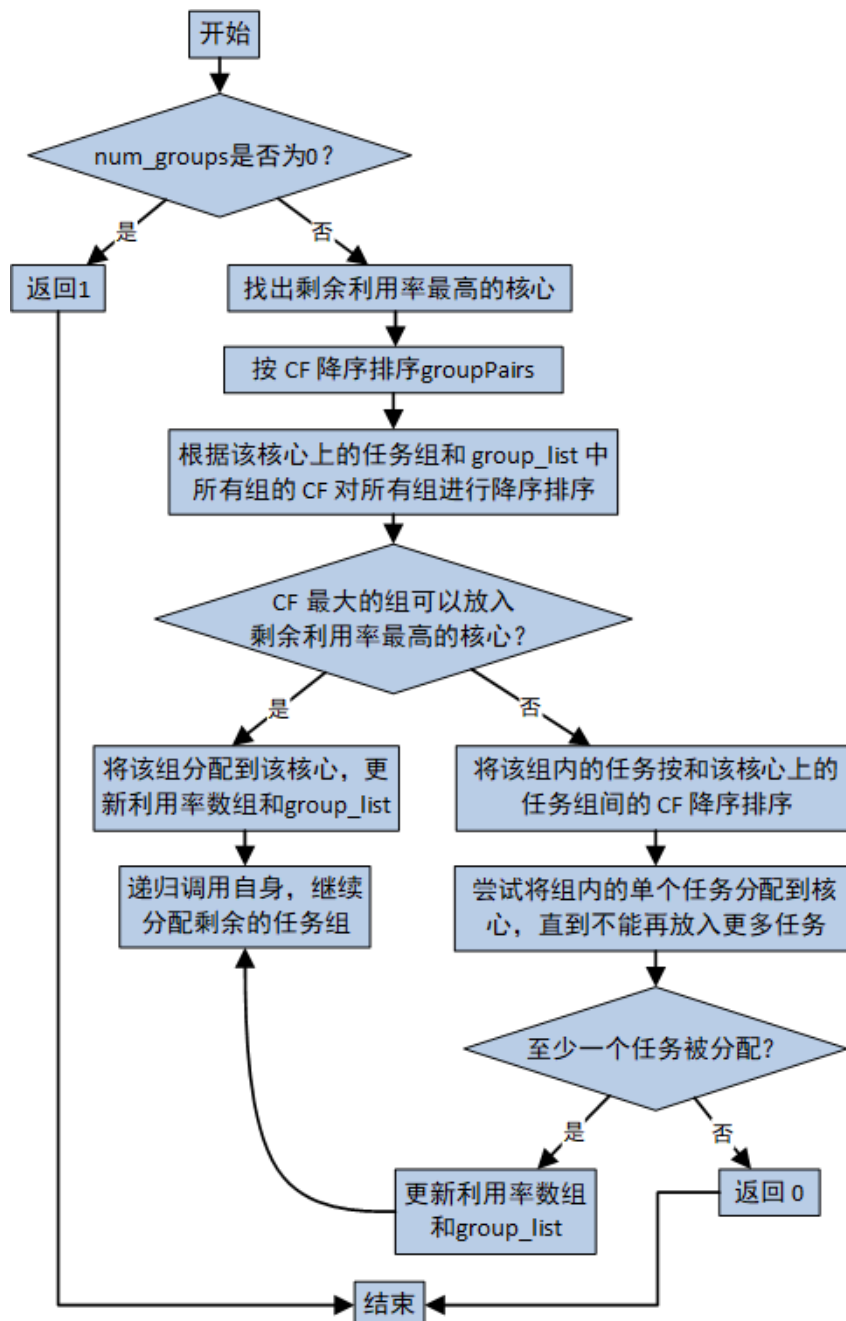 开始
num_groups是否为0？
是
否
返回1
找出剩余利用率最高的核心
按 CF 降序排序groupPairs
根据该核心上的任务组和 group_list 中
所有组的 CF 对所有组进行降序排序
CF 最大的组可以放入
剩余利用率最高的核心？
是
否
将该组分配到该核心，更
新利用率数组和group_list
将该组内的任务按和该核心上的
任务组间的 CF 降序排序
递归调用自身，继续
分配剩余的任务组
尝试将组内的单个任务分配到核
心，直到不能再放入更多任务
至少一个任务被分配？
是
否
更新利用率数组
和group_list
返回 0
结束